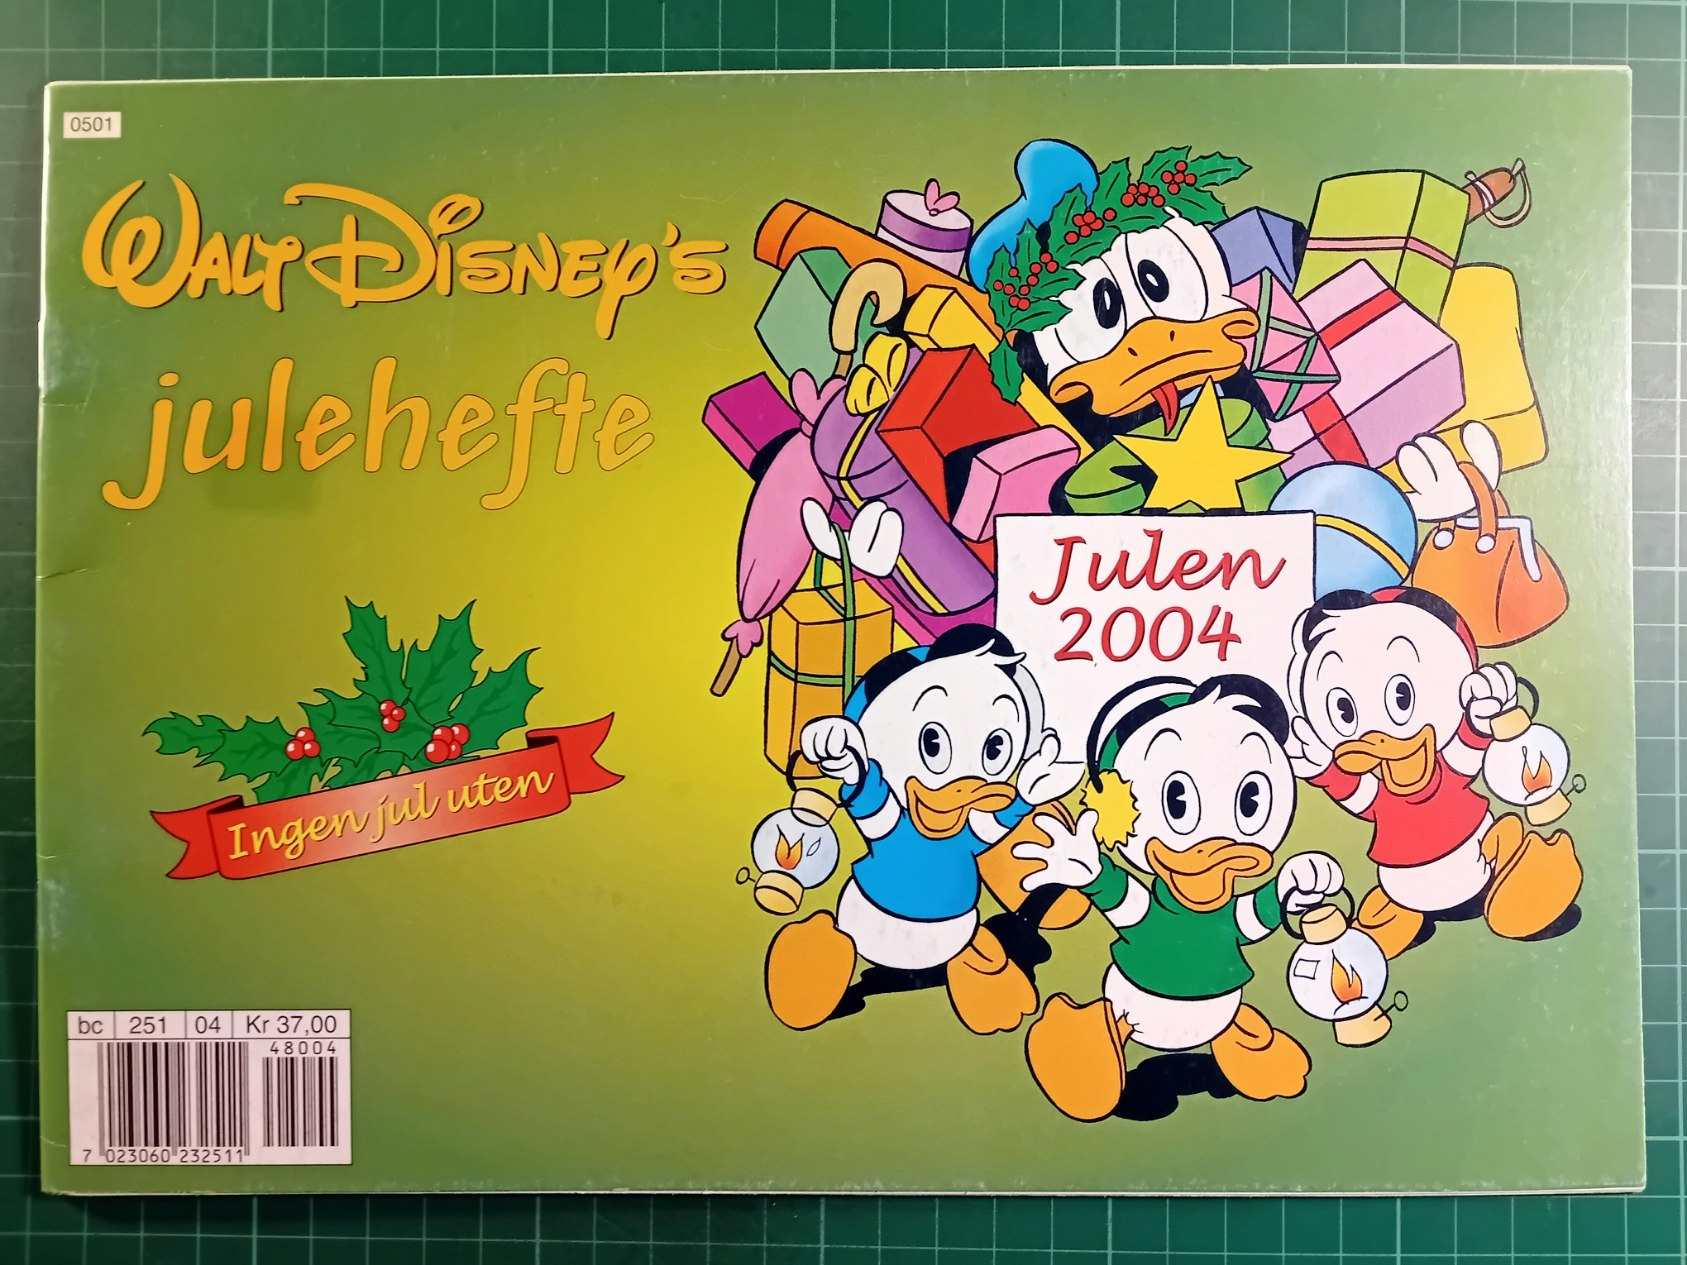 0501
WALT DISNEY'S
julehefte
Julen
2004
Ingen jul uten
bc 251 04 Kr 37,00
48004
7 023060 232511